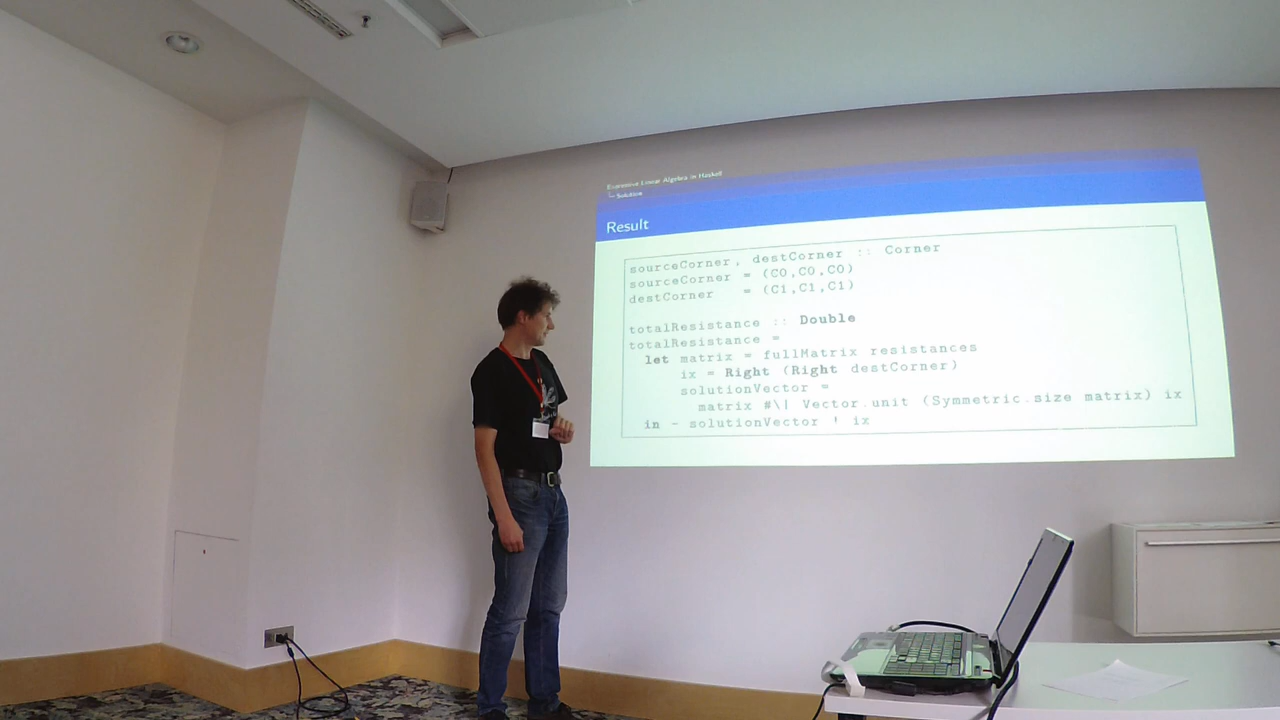 Expressive Linear Algebra in Haskell
└ Solution
Result
sourceCorner, destCorner :: Corner
sourceCorner = (C0,C0,C0)
destCorner   = (C1,C1,C1)
totalResistance :: Double
totalResistance =
  let matrix = fullMatrix resistances
      ix = Right (Right destCorner)
      solutionVector =
        matrix #\| Vector.unit (Symmetric.size matrix) ix
  in - solutionVector ! ix